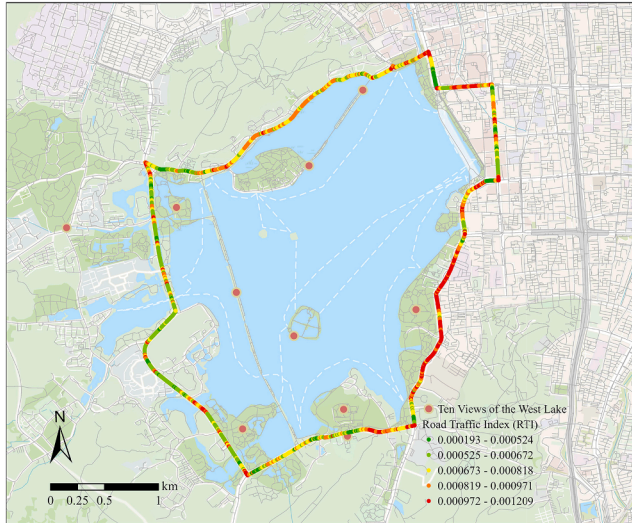 N
km
0 0.25 0.5 1
Ten Views of the West Lake
Road Traffic Index (RTI)
0.000193 - 0.000524
0.000525 - 0.000672
0.000673 - 0.000818
0.000819 - 0.000971
0.000972 - 0.001209